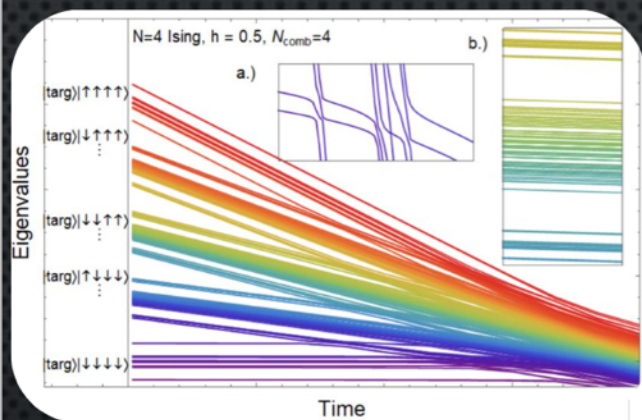 N=4 Ising, h = 0.5, N_comb=4
a.)
b.)
|targ⟩|↑↑↑↑⟩
|targ⟩|↓↑↑↑⟩
⋮
|targ⟩|↓↓↑↑⟩
⋮
|targ⟩|↑↓↓↓⟩
⋮
|targ⟩|↓↓↓↓⟩
Eigenvalues
Time